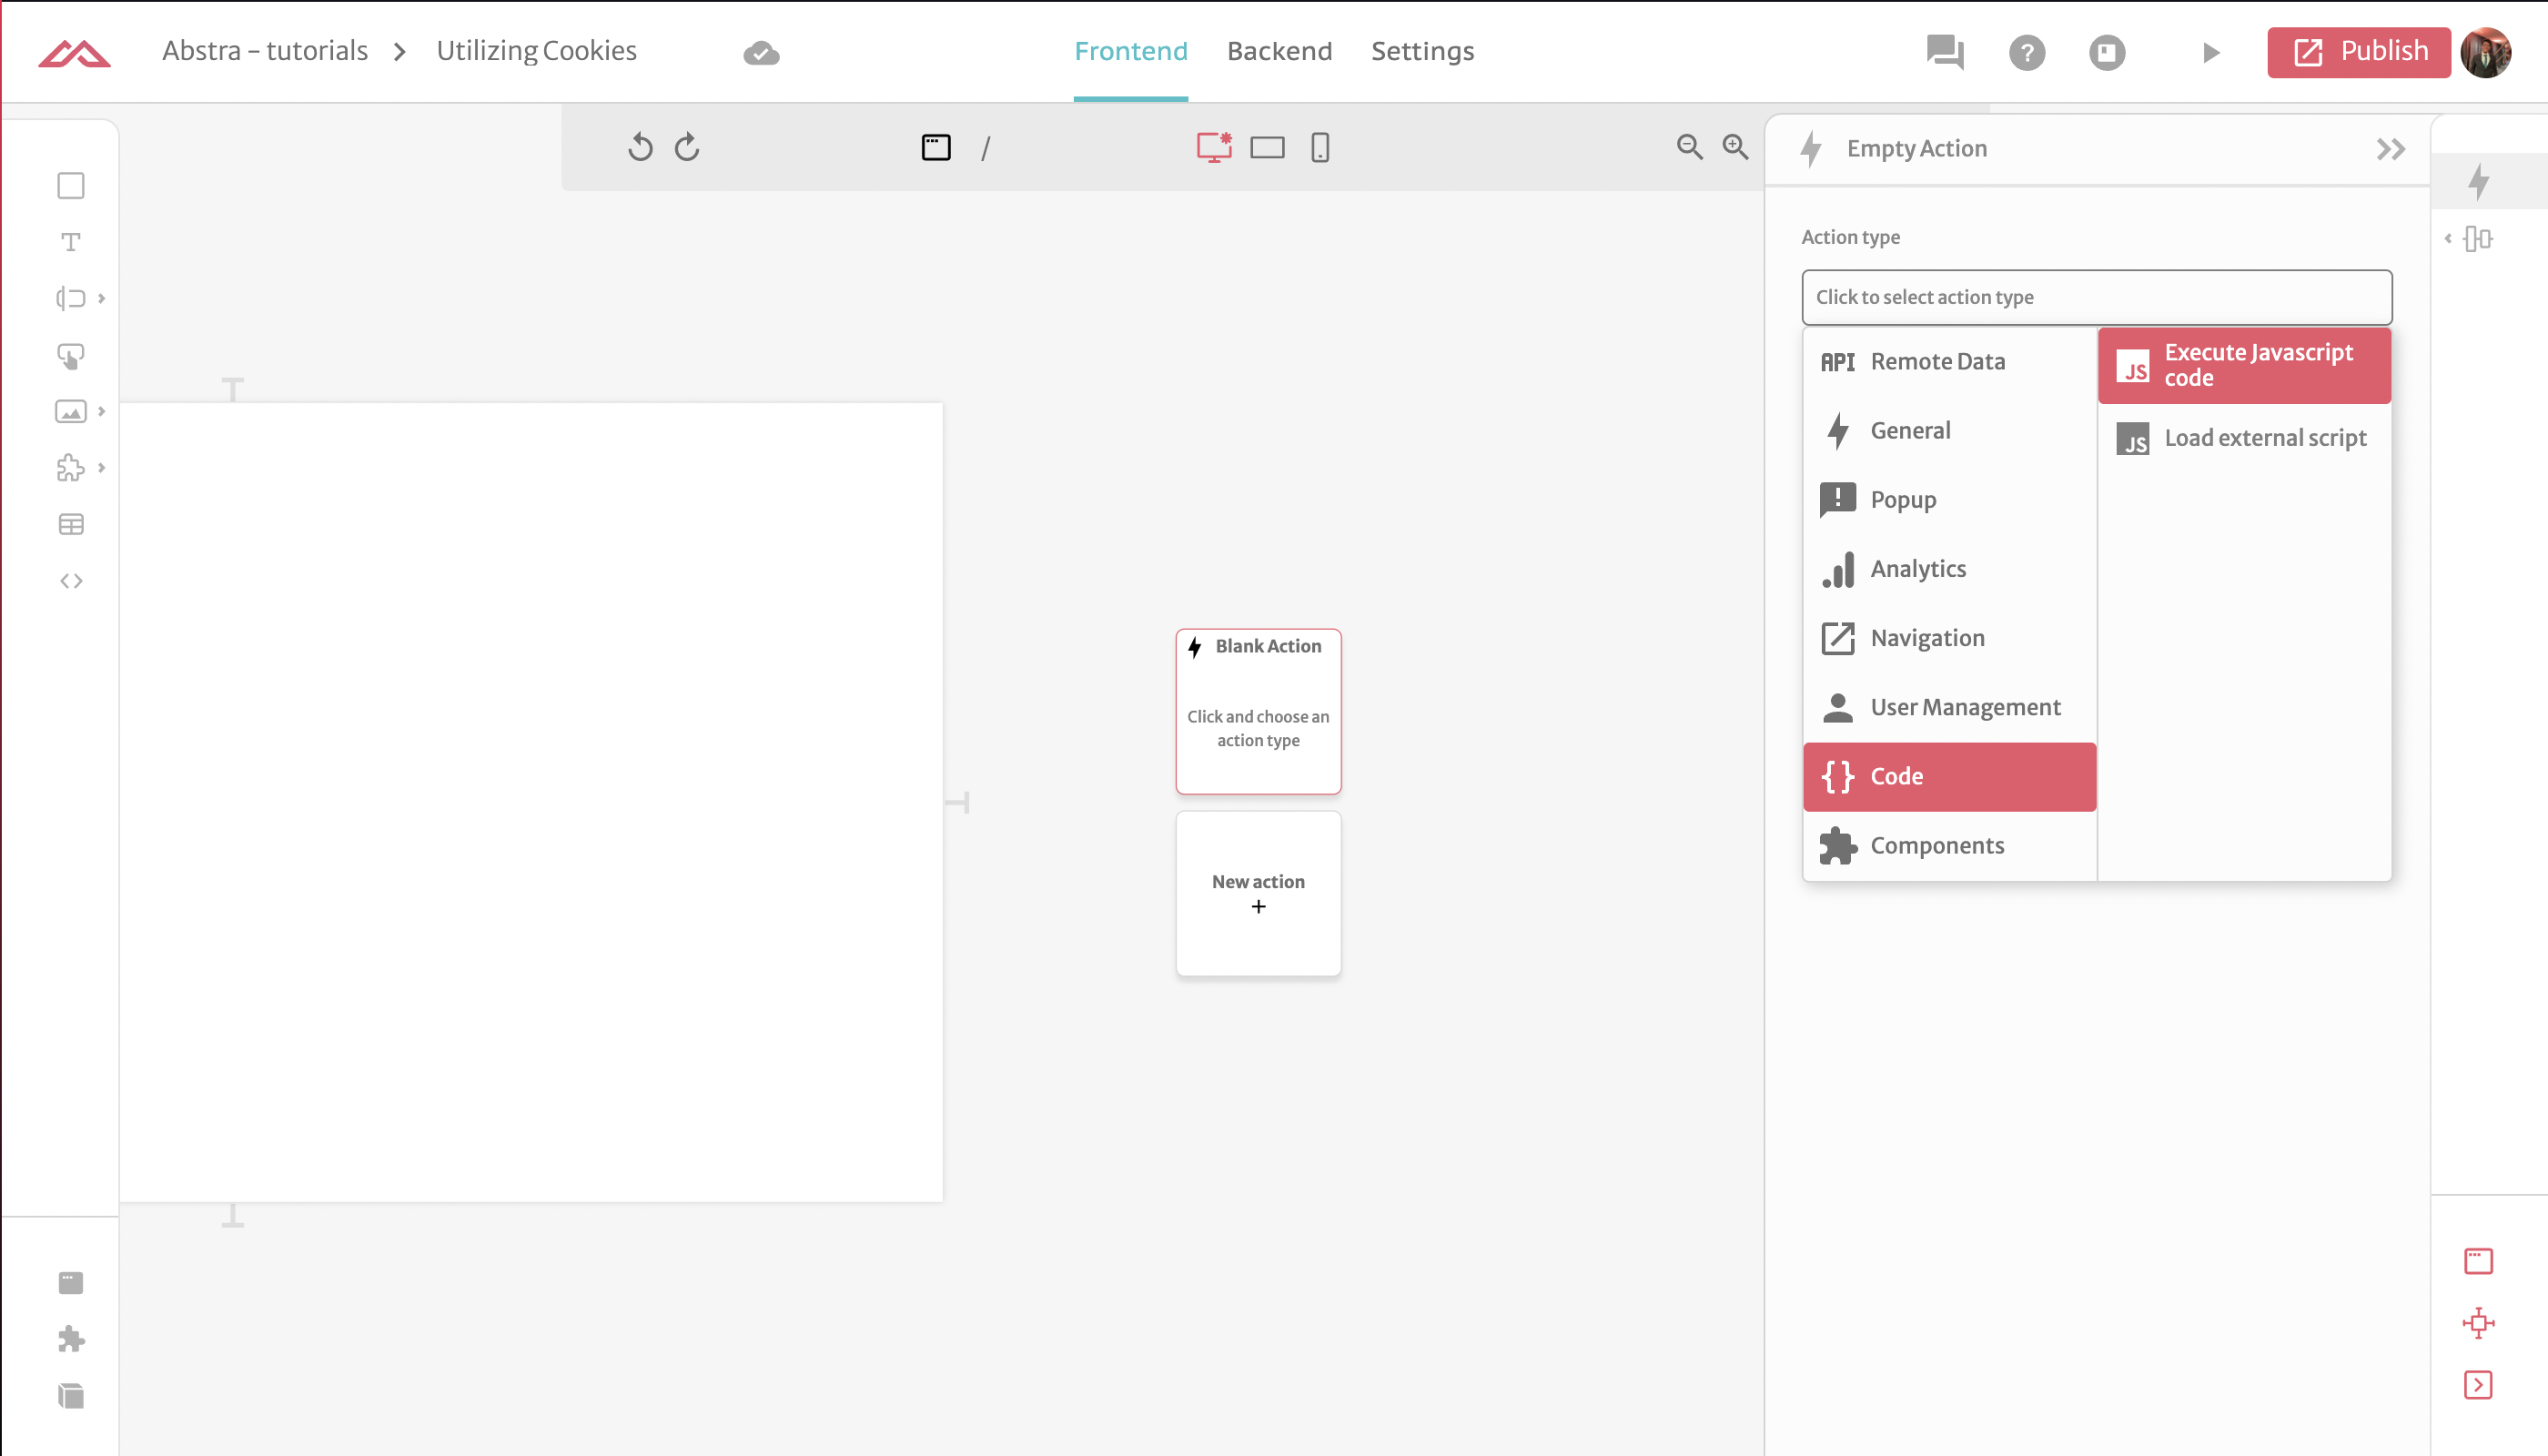 Abstra - tutorials
Utilizing Cookies
Frontend
Backend
Settings
?
Publish
/
Empty Action
Action type
Click to select action type
API Remote Data
General
Popup
Analytics
Navigation
User Management
{} Code
Components
JS Execute Javascript
code
JS Load external script
Blank Action
Click and choose an
action type
New action
+